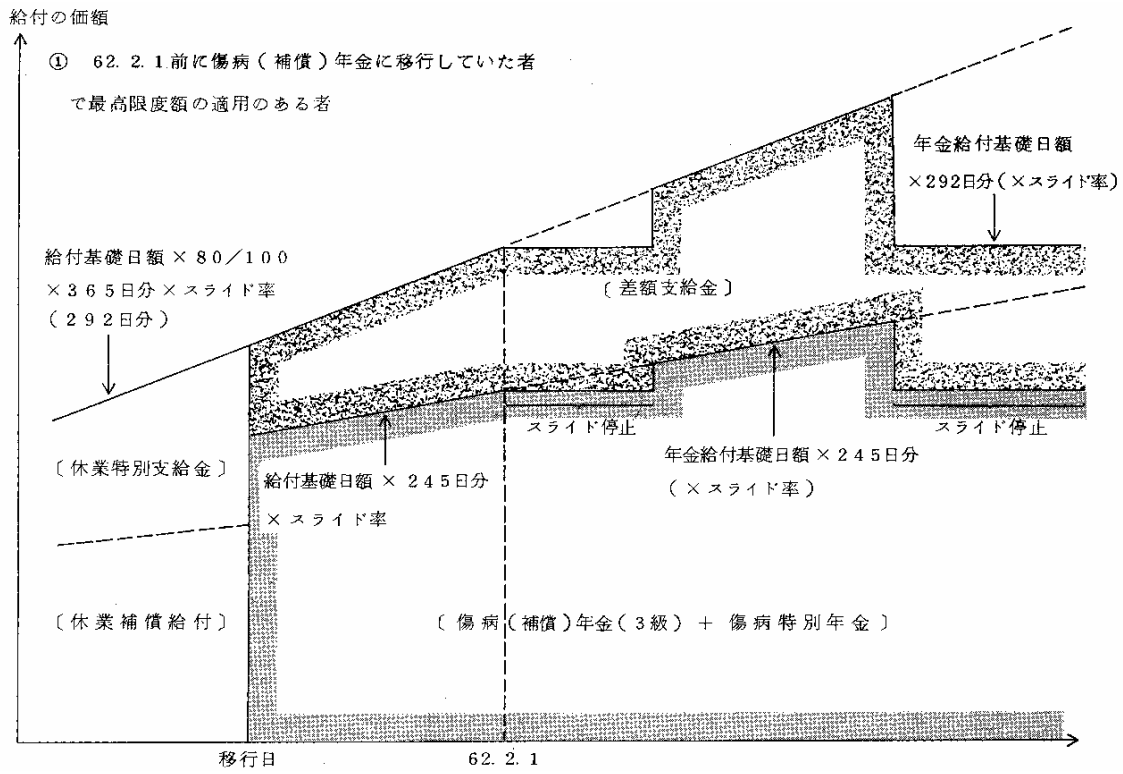 給付の価額
① 62.2.1前に傷病(補償)年金に移行していた者
で最高限度額の適用のある者
年金給付基礎日額
×292日分(×スライド率)
給付基礎日額×80/100
×365日分×スライド率
(292日分)
〔差額支給金〕
スライド停止
スライド停止
〔休業特別支給金〕
給付基礎日額×245日分
×スライド率
年金給付基礎日額×245日分
(×スライド率)
〔休業補償給付〕
〔傷病(補償)年金(3級)+傷病特別年金〕
移行日
62.2.1